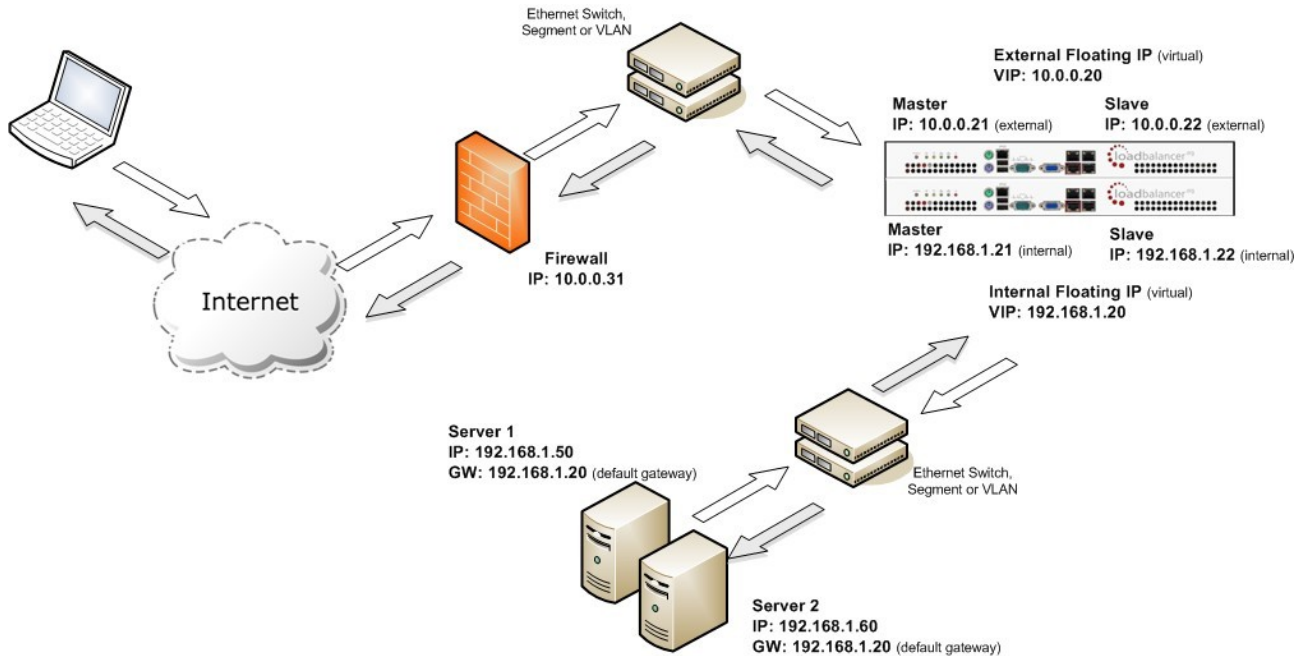 Ethernet Switch,
Segment or VLAN
External Floating IP (virtual)
VIP: 10.0.0.20
Master
IP: 10.0.0.21 (external)
Slave
IP: 10.0.0.22 (external)
loadbalancer.org
loadbalancer.org
Master
IP: 192.168.1.21 (internal)
Slave
IP: 192.168.1.22 (internal)
Firewall
IP: 10.0.0.31
Internet
Internal Floating IP (virtual)
VIP: 192.168.1.20
Server 1
IP: 192.168.1.50
GW: 192.168.1.20 (default gateway)
Ethernet Switch,
Segment or VLAN
Server 2
IP: 192.168.1.60
GW: 192.168.1.20 (default gateway)